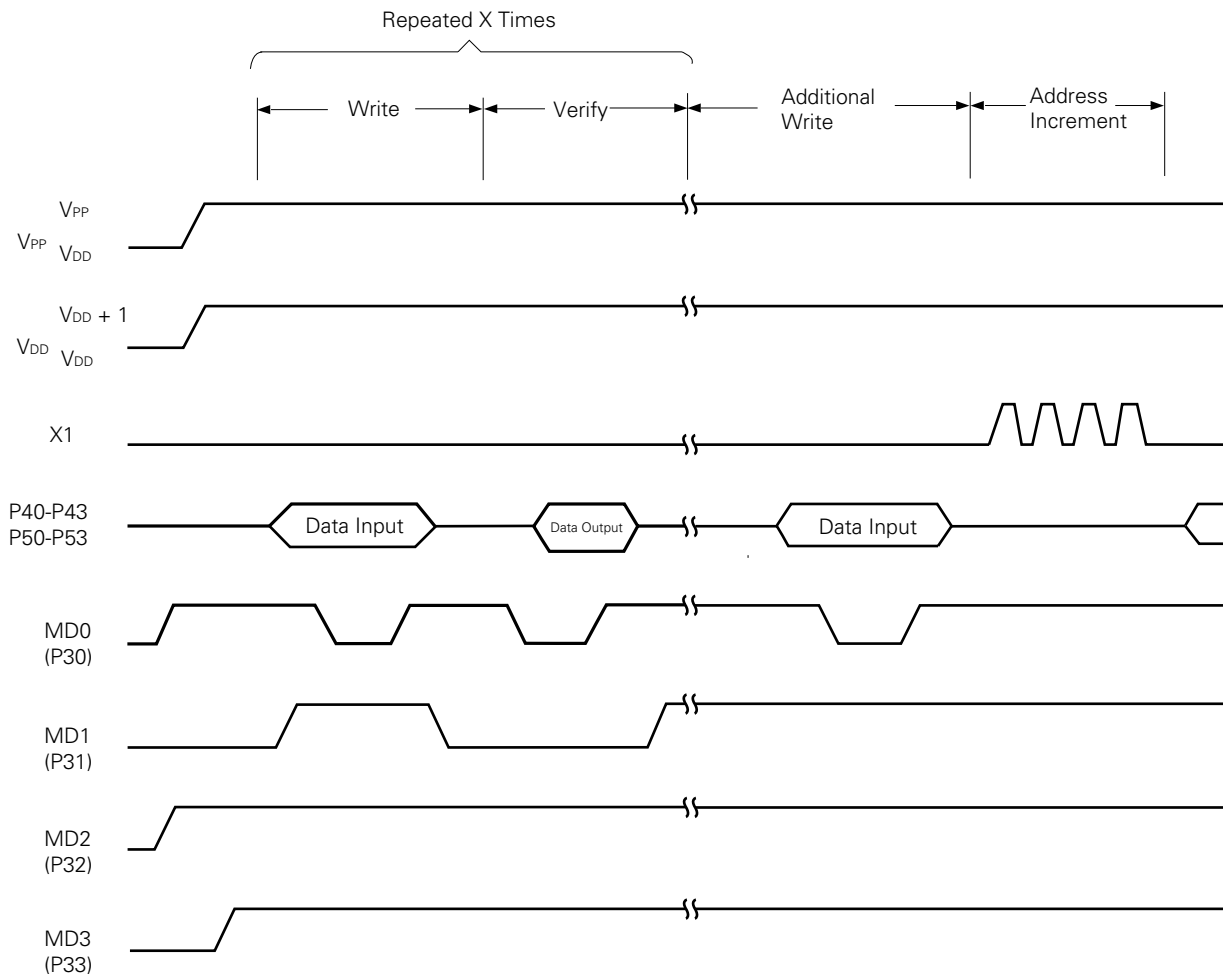 Repeated X Times
Write
Verify
Additional
Write
Address
Increment
VPP
VPP VDD
VDD + 1
VDD VDD
X1
P40-P43
P50-P53
Data Input
Data Output
Data Input
MD0
(P30)
MD1
(P31)
MD2
(P32)
MD3
(P33)